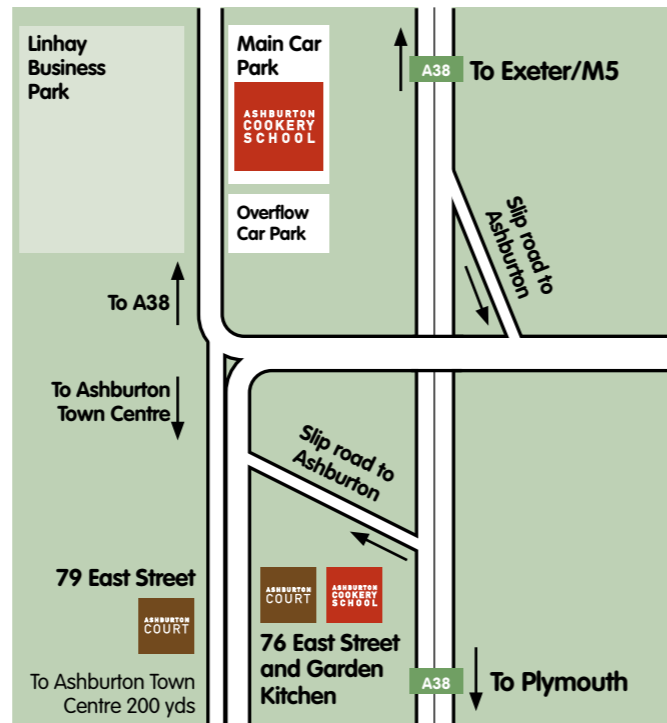 Linhay
Business
Park
Main Car
Park
ASHBURTON
COOKERY
SCHOOL
Overflow
Car Park
A38
To Exeter/M5
Slip road to
Ashburton
To A38
To Ashburton
Town Centre
Slip road to
Ashburton
79 East Street
ASHBURTON
COURT
To Ashburton Town
Centre 200 yds
ASHBURTON
COURT
ASHBURTON
COOKERY
SCHOOL
76 East Street
and Garden
Kitchen
A38
To Plymouth